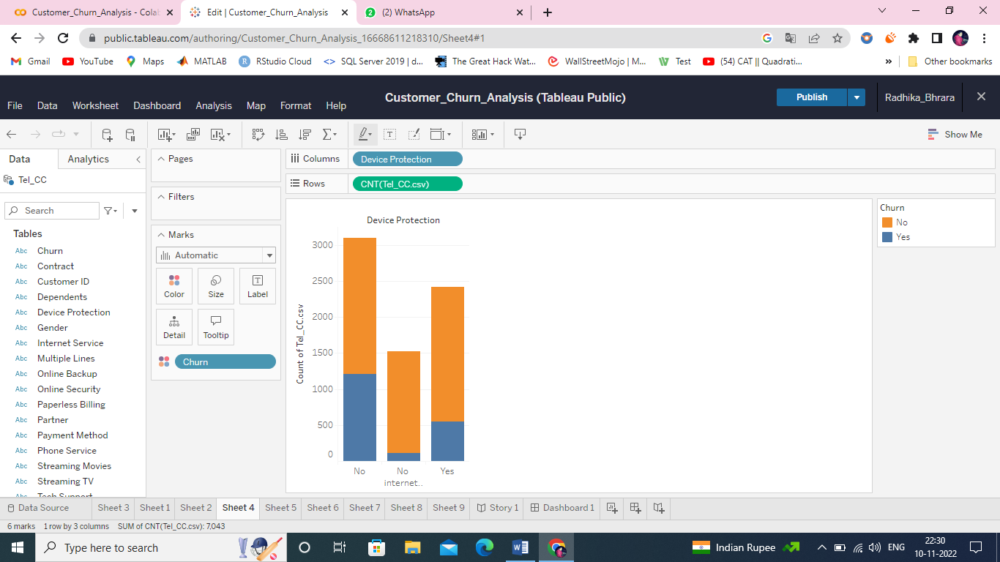 Customer_Churn_Analysis - Colab
Edit | Customer_Churn_Analysis
(2) WhatsApp
public.tableau.com/authoring/Customer_Churn_Analysis_16668611218310/Sheet4#1
Gmail YouTube Maps MATLAB RStudio Cloud SQL Server 2019 | d... The Great Hack Wat... WallStreetMojo | M... Test (54) CAT || Quadrati... » Other bookmarks
Customer_Churn_Analysis (Tableau Public)
Publish
Radhika_Bhrara
File Data Worksheet Dashboard Analysis Map Format Help
Show Me
Data Analytics
Tel_CC
Search
Tables
Abc Churn
Abc Contract
Abc Customer ID
Abc Dependents
Abc Device Protection
Abc Gender
Abc Internet Service
Abc Multiple Lines
Abc Online Backup
Abc Online Security
Abc Paperless Billing
Abc Partner
Abc Payment Method
Abc Phone Service
Abc Streaming Movies
Abc Streaming TV
Abc Tech Support
Pages
Filters
Marks
Automatic
Color Size Label
Detail Tooltip
Churn
Columns Device Protection
Rows CNT(Tel_CC.csv)
Device Protection
Count of Tel_CC.csv
3000
2500
2000
1500
1000
500
0
No No Yes
internet..
Churn
No
Yes
Data Source Sheet 3 Sheet 1 Sheet 2 Sheet 4 Sheet 5 Sheet 6 Sheet 7 Sheet 8 Sheet 9 Story 1 Dashboard 1
6 marks 1 row by 3 columns SUM of CNT(Tel_CC.csv): 7,043
Type here to search
Indian Rupee
ENG
22:30
10-11-2022